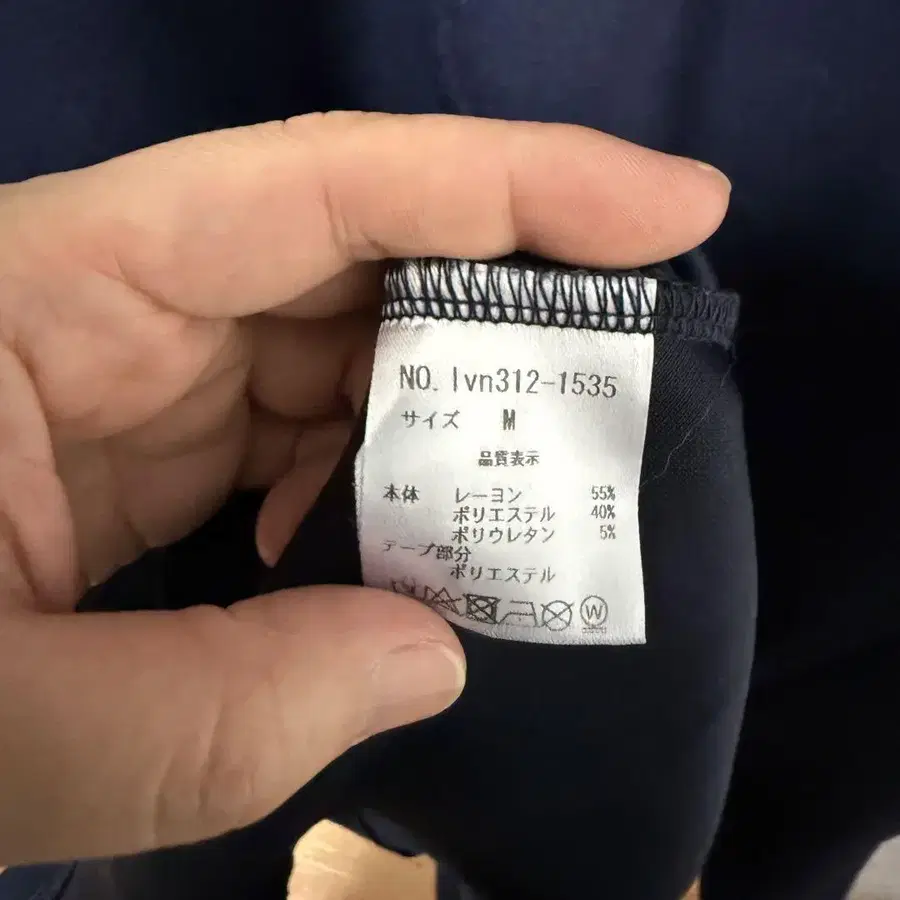 NO. lvn312-1535
サイズ M
品質表示
本体 レーヨン 55%
ポリエステル 40%
ポリウレタン 5%
テープ部分
ポリエステル
W